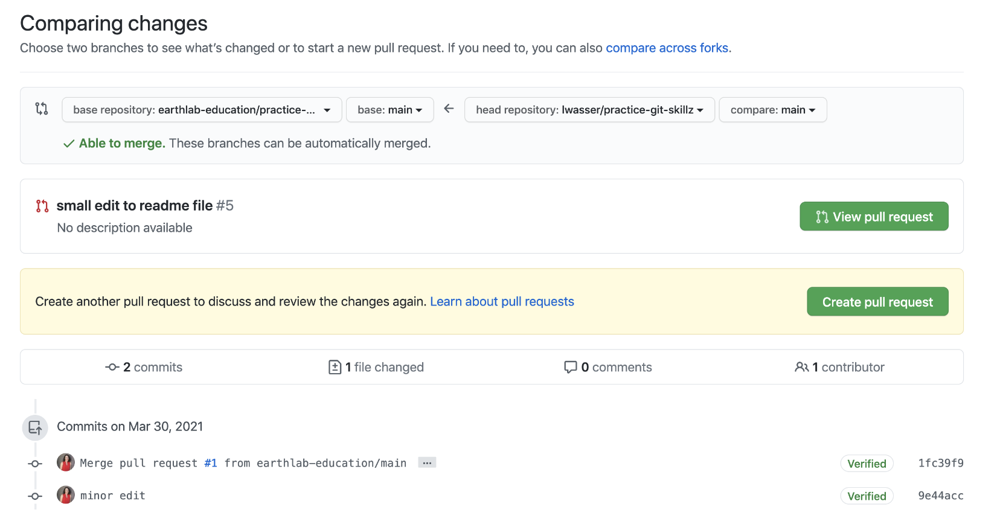 Comparing changes
Choose two branches to see what’s changed or to start a new pull request. If you need to, you can also compare across forks.
base repository: earthlab-education/practice-... base: main head repository: lwasser/practice-git-skillz compare: main
Able to merge. These branches can be automatically merged.
small edit to readme file #5
No description available
View pull request
Create another pull request to discuss and review the changes again. Learn about pull requests
Create pull request
2 commits 1 file changed 0 comments 1 contributor
Commits on Mar 30, 2021
Merge pull request #1 from earthlab-education/main ... Verified 1fc39f9
minor edit Verified 9e44acc